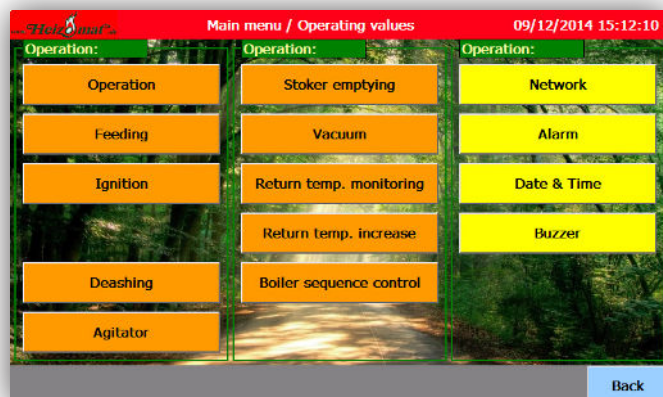 Heizomat
Main menu / Operating values
09/12/2014 15:12:10
Operation:
Operation
Feeding
Ignition
Deashing
Agitator
Operation:
Stoker emptying
Vacuum
Return temp. monitoring
Return temp. increase
Boiler sequence control
Operation:
Network
Alarm
Date & Time
Buzzer
Back